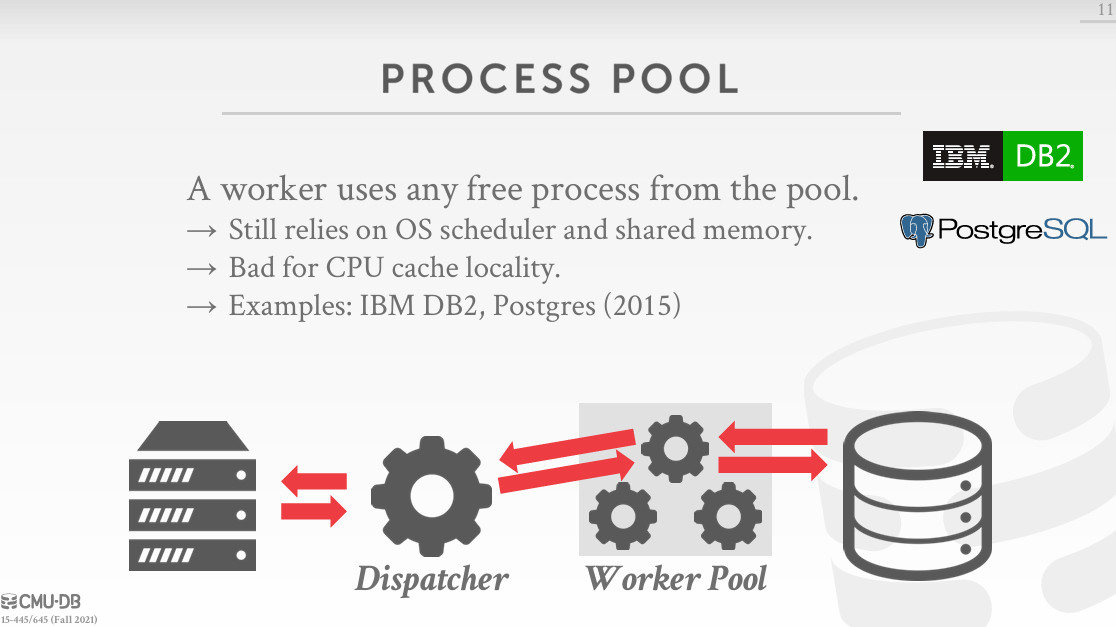 11
PROCESS POOL
IBM DB2
A worker uses any free process from the pool.
→ Still relies on OS scheduler and shared memory.
PostgreSQL
→ Bad for CPU cache locality.
→ Examples: IBM DB2, Postgres (2015)
Dispatcher
Worker Pool
CMU·DB
15-445/645 (Fall 2021)